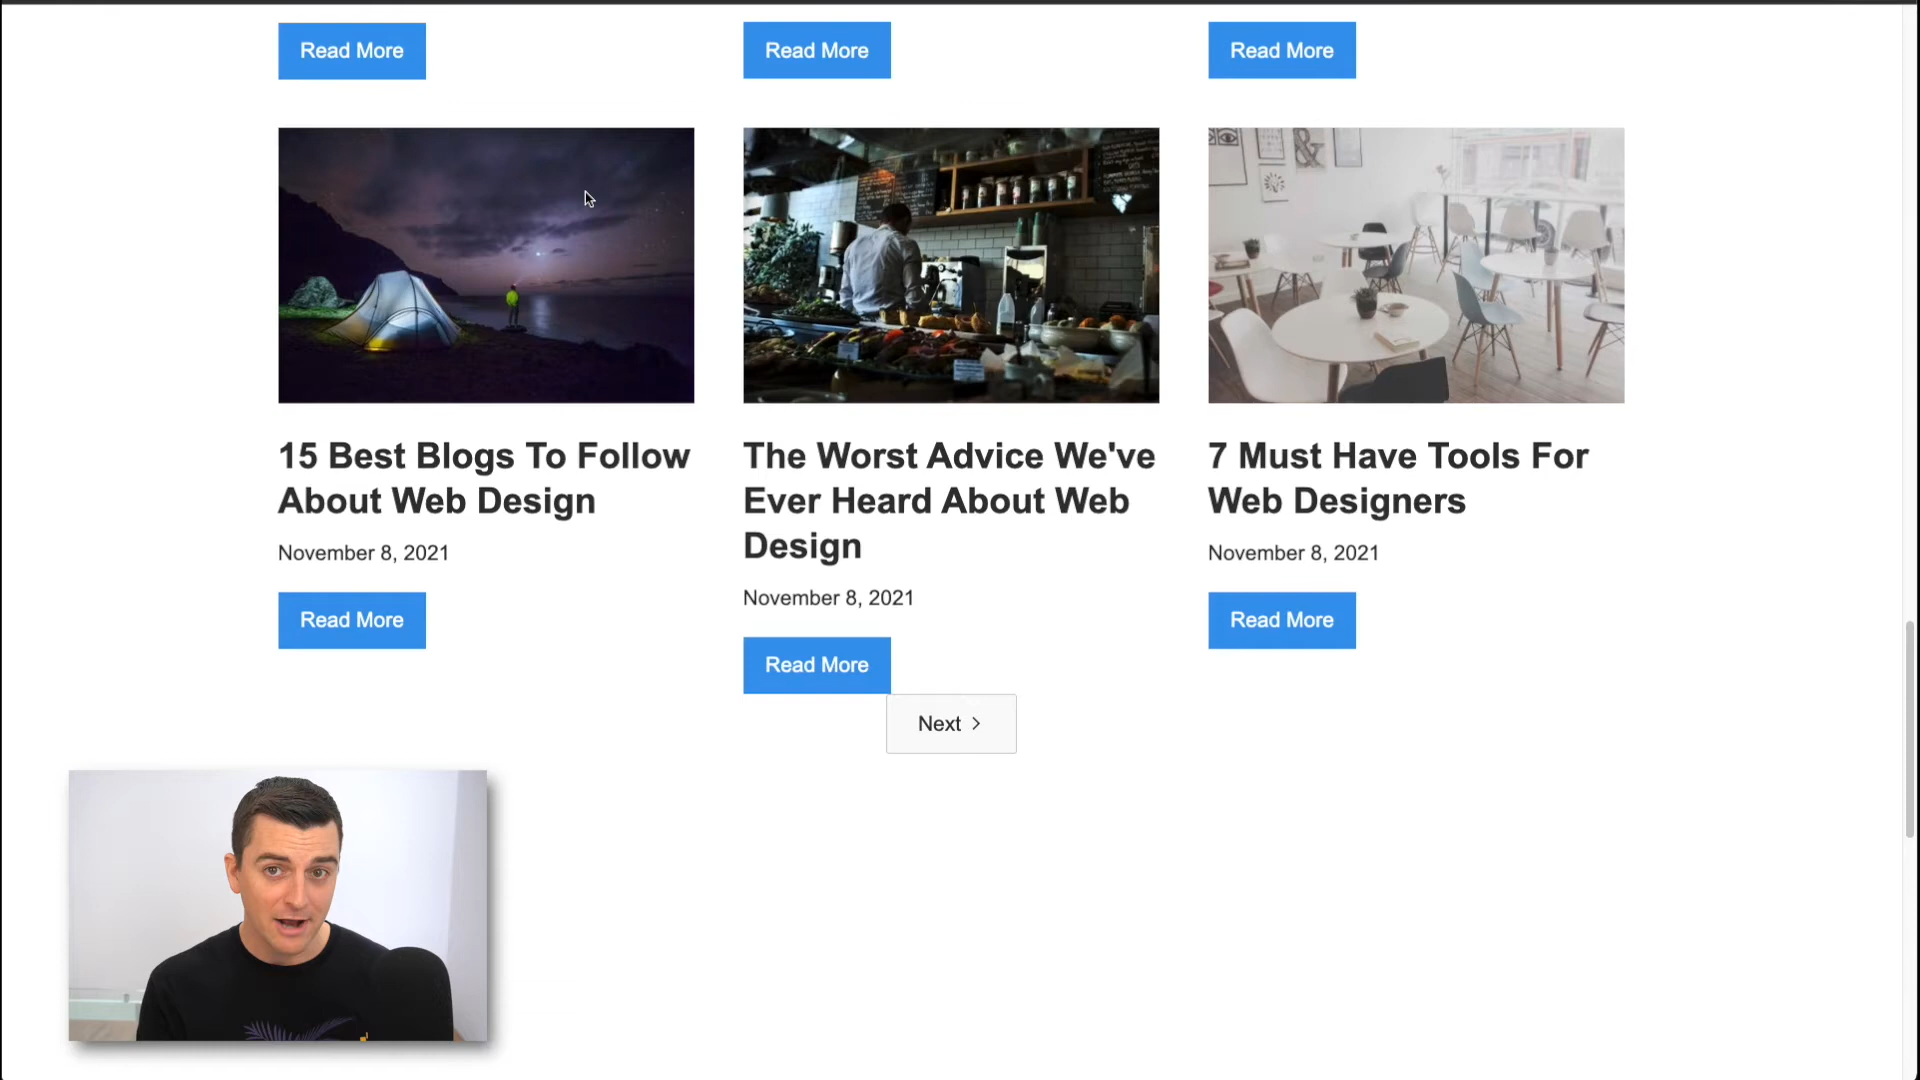 Read More
Read More
Read More
15 Best Blogs To Follow
About Web Design
November 8, 2021
Read More
The Worst Advice We've
Ever Heard About Web
Design
November 8, 2021
Read More
7 Must Have Tools For
Web Designers
November 8, 2021
Read More
Next
&